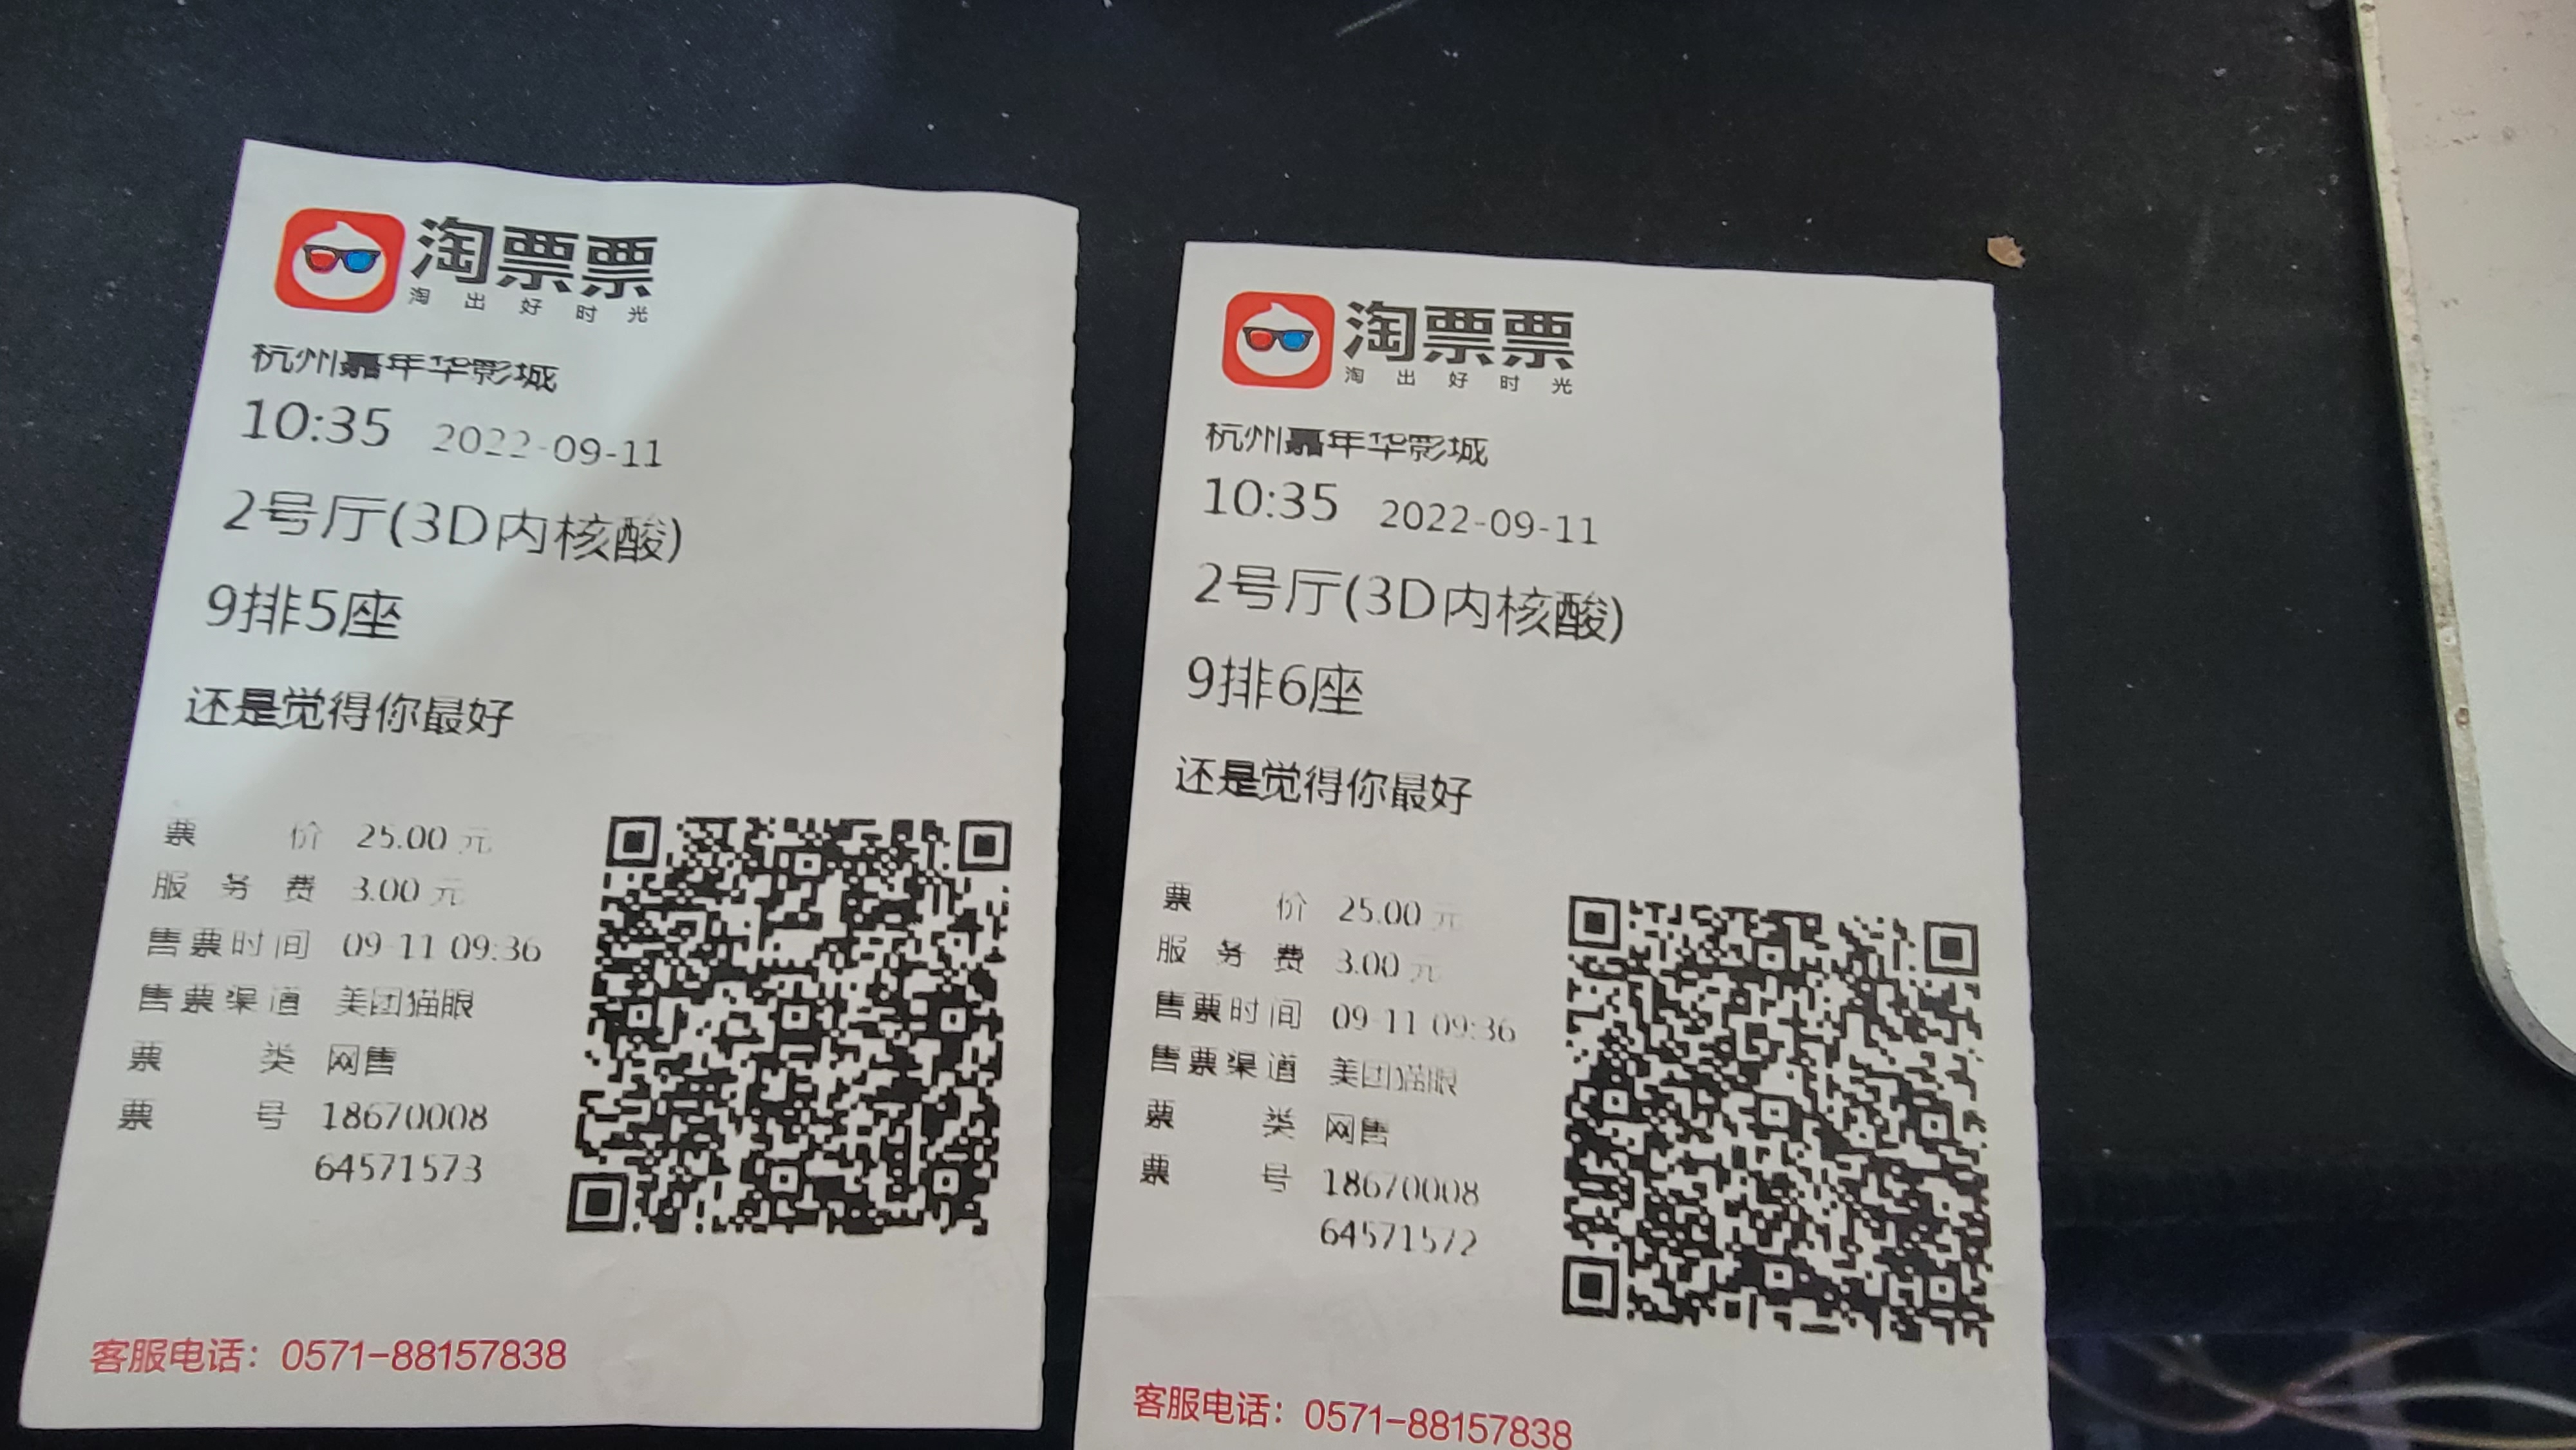 淘票票
淘出好时光
杭州嘉年华影城
10:35 2022-09-11
2号厅(3D内核酸)
9排5座
还是觉得你最好
票价 25.00 元
服务费 3.00 元
售票时间 09-11 09:36
售票渠道 美团猫眼
票类 网售
票号 18670008
64571573
客服电话：0571-88157838
淘票票
淘出好时光
杭州嘉年华影城
10:35 2022-09-11
2号厅(3D内核酸)
9排6座
还是觉得你最好
票价 25.00 元
服务费 3.00 元
售票时间 09-11 09:36
售票渠道 美团猫眼
票类 网售
票号 18670008
64571572
客服电话：0571-88157838